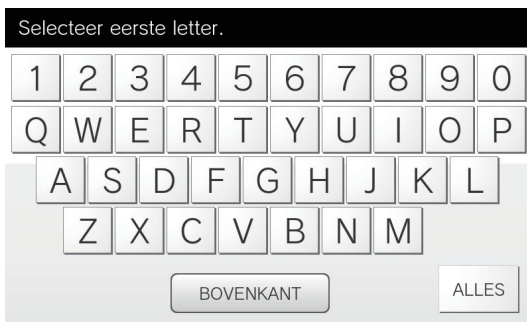 Selecteer eerste letter.
1 2 3 4 5 6 7 8 9 0
Q W E R T Y U I O P
A S D F G H J K L
Z X C V B N M
BOVENKANT ALLES